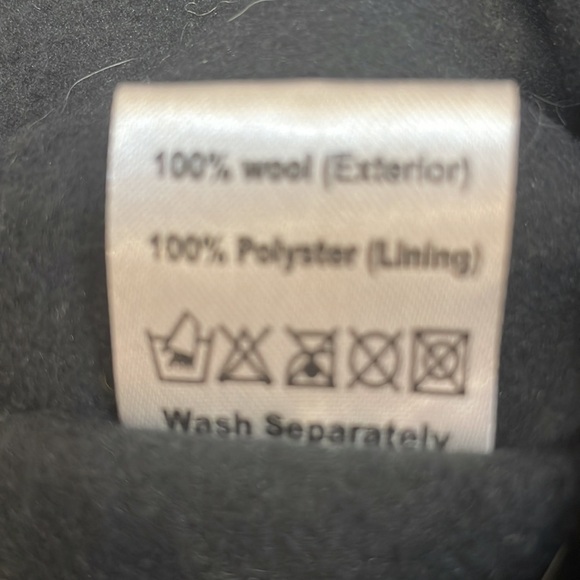 100% wool (Exterior)
100% Polyster (Lining)
Wash Separately